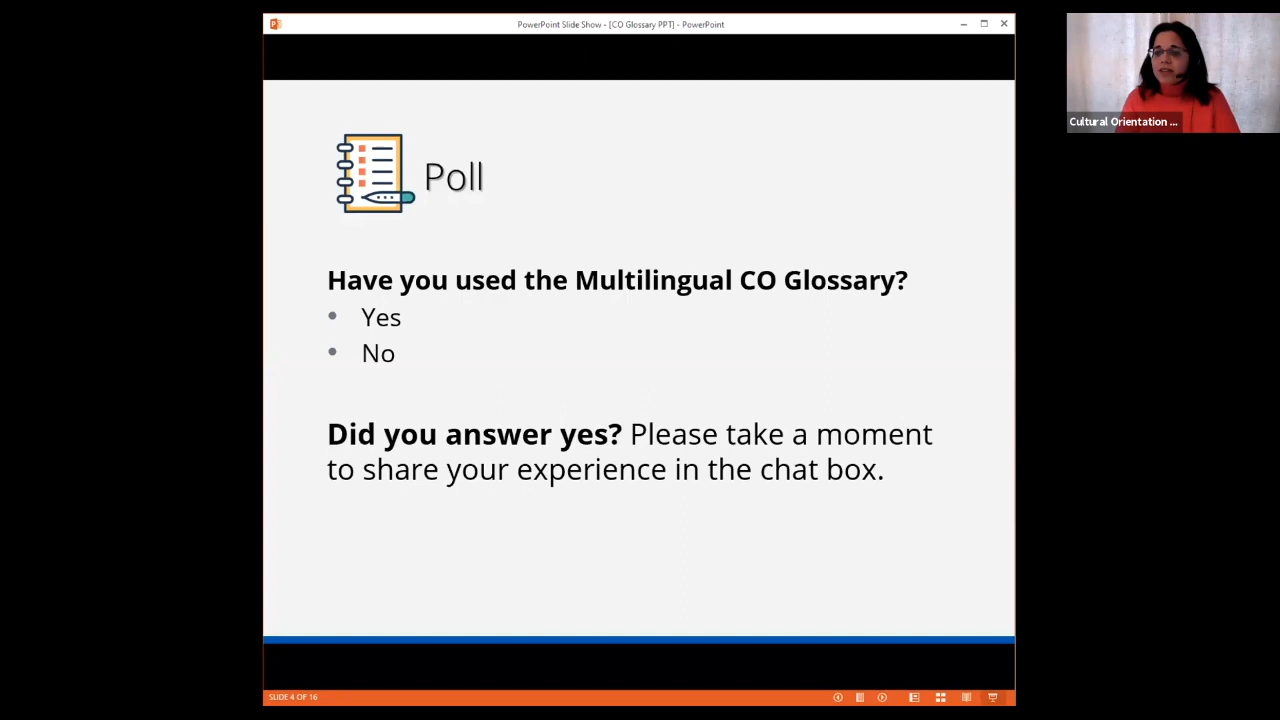 PowerPoint Slide Show - [CO Glossary PPT] - PowerPoint
Cultural Orientation ...
Poll
Have you used the Multilingual CO Glossary?
• Yes
• No
Did you answer yes? Please take a moment
to share your experience in the chat box.
SLIDE 4 OF 16